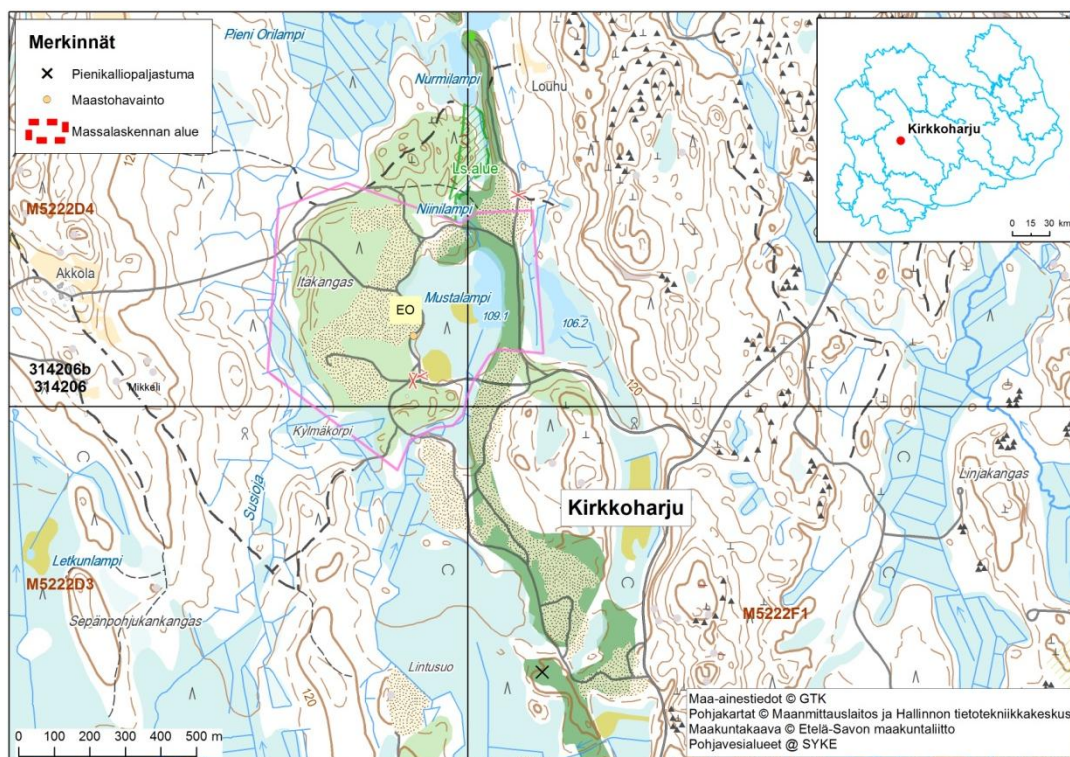 Merkinnät
Pienikalliopaljastuma
Maastohavainto
Massalaskennan alue
Pieni Orilampi
Nurmilampi
Louhu
Kirkkoharju
0 15 30 km
120
Ls.alue
M5222D4
Niinilampi
Akkola
Itäkangas
Mustalampi
EO
109.1
106.2
314206b
314206
Mikkeli
120
Kylmäkorpi
Susioja
Linjakangas
Kirkkoharju
Letkunlampi
M5222D3
M5222F1
Sepänpohjukankangas
Lintusuo
120
Maa-ainestiedot © GTK
Pohjakartat © Maanmittauslaitos ja Hallinnon tietotekniikkakeskus
Maakuntakaava © Etelä-Savon maakuntaliitto
Pohjavesialueet @ SYKE
0 100 200 300 400 500 m